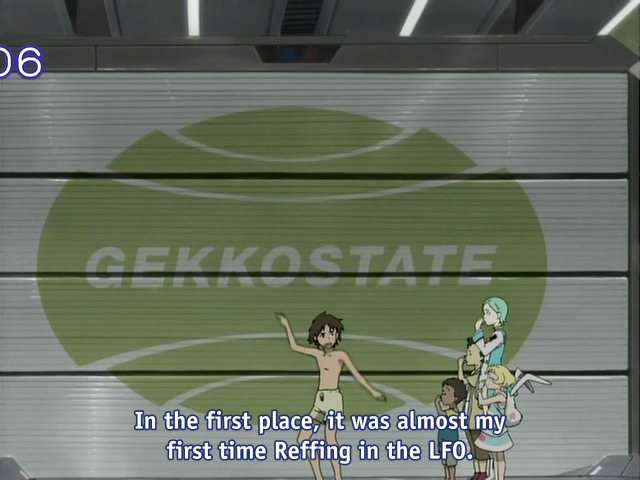 06
GEKKOSTATE
In the first place, it was almost my
first time Reffing in the LFO.